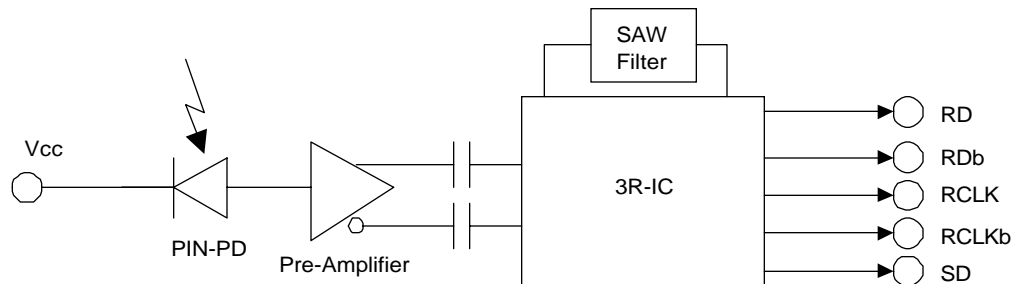 SAW
Filter
Vcc
PIN-PD
Pre-Amplifier
3R-IC
RD
RDb
RCLK
RCLKb
SD